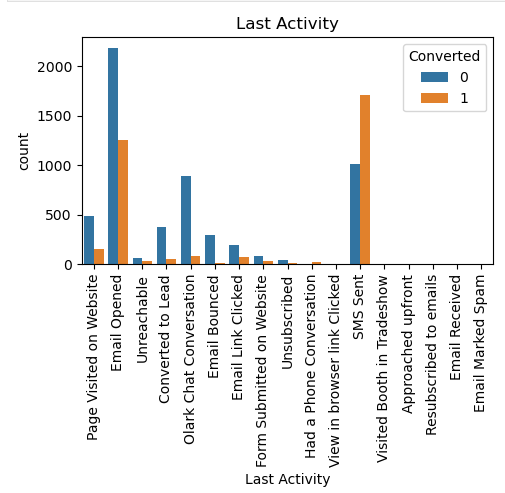 Last Activity
Converted
0
1
count
2000
1500
1000
500
0
Page Visited on Website
Email Opened
Unreachable
Converted to Lead
Olark Chat Conversation
Email Bounced
Email Link Clicked
Form Submitted on Website
Unsubscribed
Had a Phone Conversation
View in browser link Clicked
SMS Sent
Visited Booth in Tradeshow
Approached upfront
Resubscribed to emails
Email Received
Email Marked Spam
Last Activity